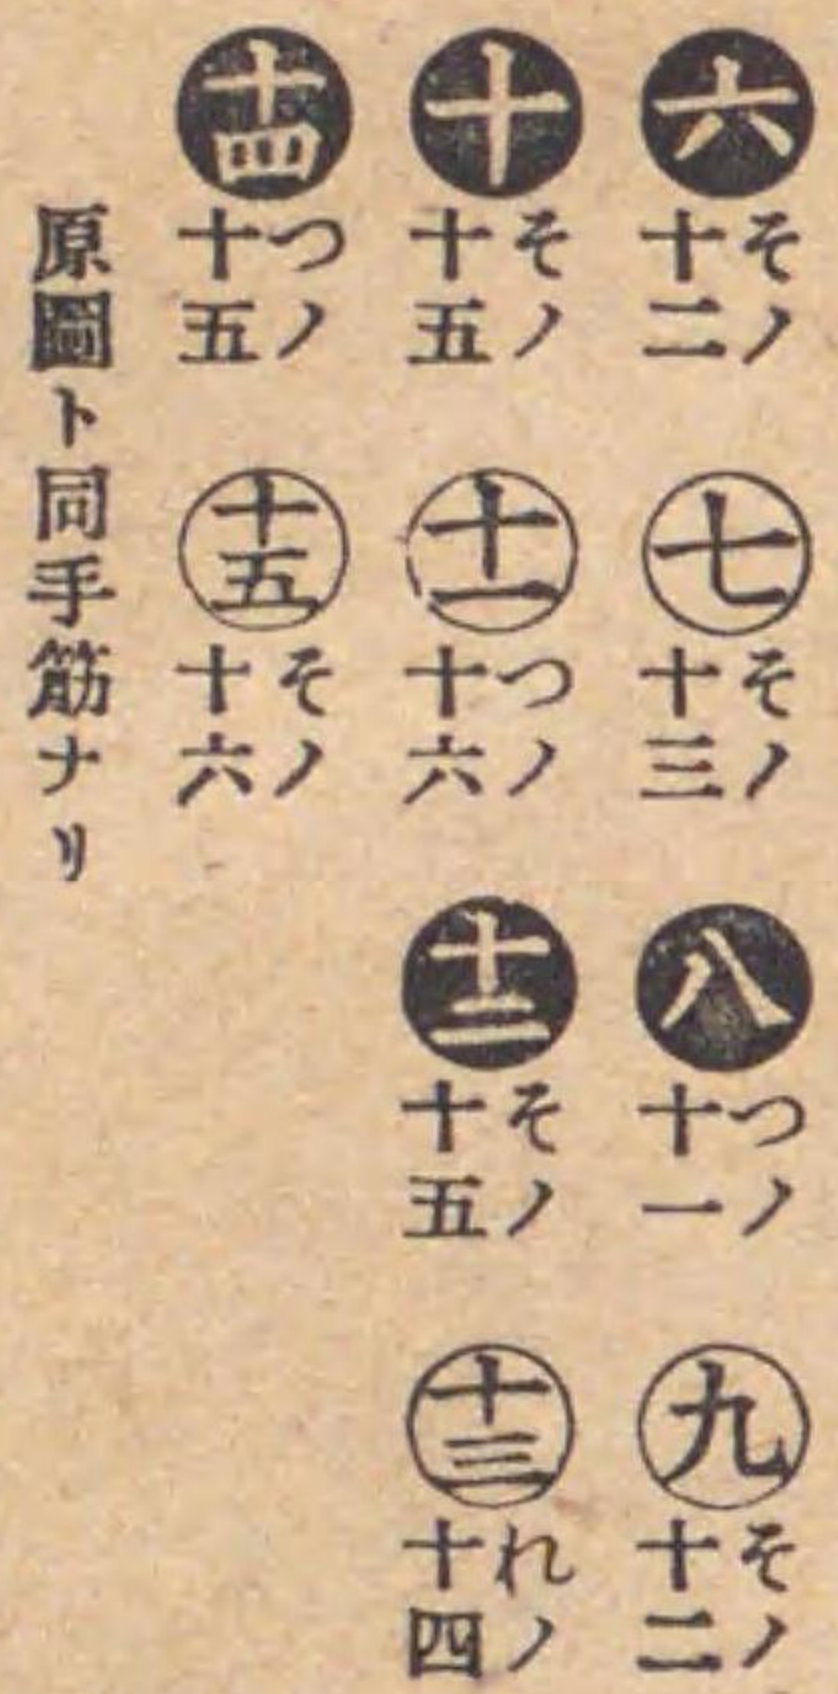 六 そノ十二 七 そノ十三 八 つノ十一 九 そノ十二
十 そノ十五 十一 つノ十六 十二 そノ十五 十三 れノ十四
十四 つノ十五 十五 そノ十六
原圖ト同手筋ナリ